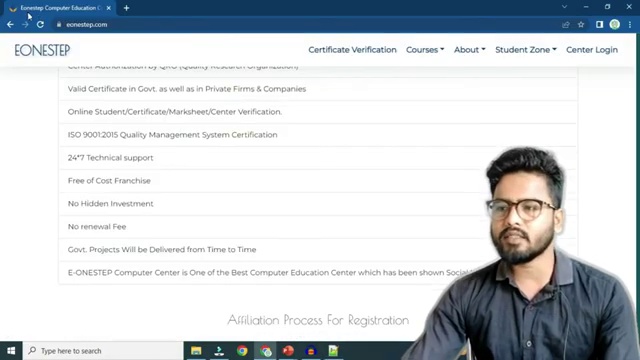 Eonestep Computer Education C
eonestep.com
EONESTEP
Certificate Verification
Courses
About
Student Zone
Center Login
Center Authorization by QRO (Quality Research Organization)
Valid Certificate in Govt. as well as in Private Firms & Companies
Online Student/Certificate/Marksheet/Center Verification.
ISO 9001:2015 Quality Management System Certification
24*7 Technical support
Free of Cost Franchise
No Hidden Investment
No renewal Fee
Govt. Projects Will be Delivered from Time to Time
E-ONESTEP Computer Center is One of the Best Computer Education Center which has been shown Social
Affiliation Process For Registration
Type here to search